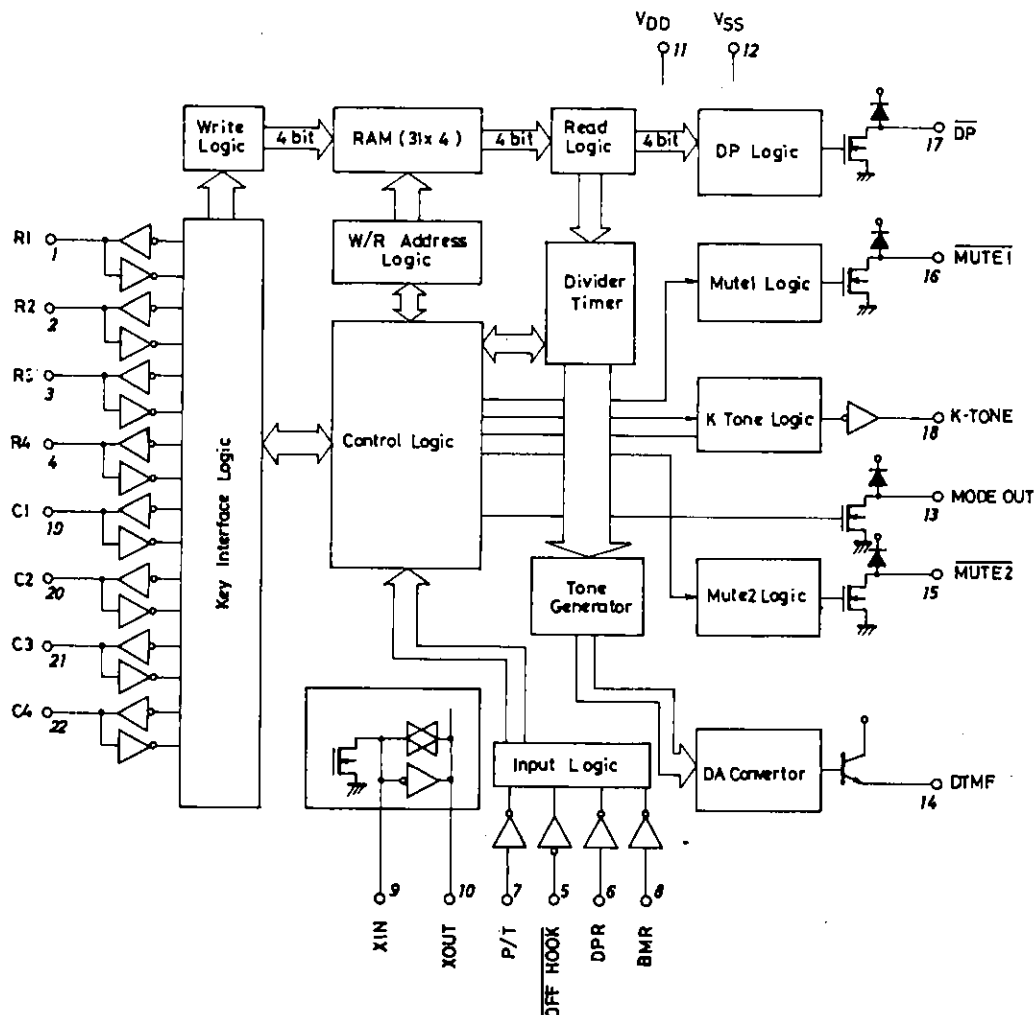 VDD
11
VSS
12
Write
Logic
4 bit
RAM (31x 4)
4 bit
Read
Logic
4 bit
DP Logic
DP
17
R1
1
R2
2
R3
3
R4
4
C1
19
C2
20
C3
21
C4
22
Key Interface Logic
W/R Address
Logic
Divider
Timer
Mute1 Logic
MUTE1
16
Control Logic
K Tone Logic
K-TONE
18
MODE OUT
13
Tone
Generator
Mute2 Logic
MUTE2
15
Input Logic
DA Convertor
DTMF
14
9
10
7
5
6
8
XIN
XOUT
P/T
OFF HOOK
DPR
BMR